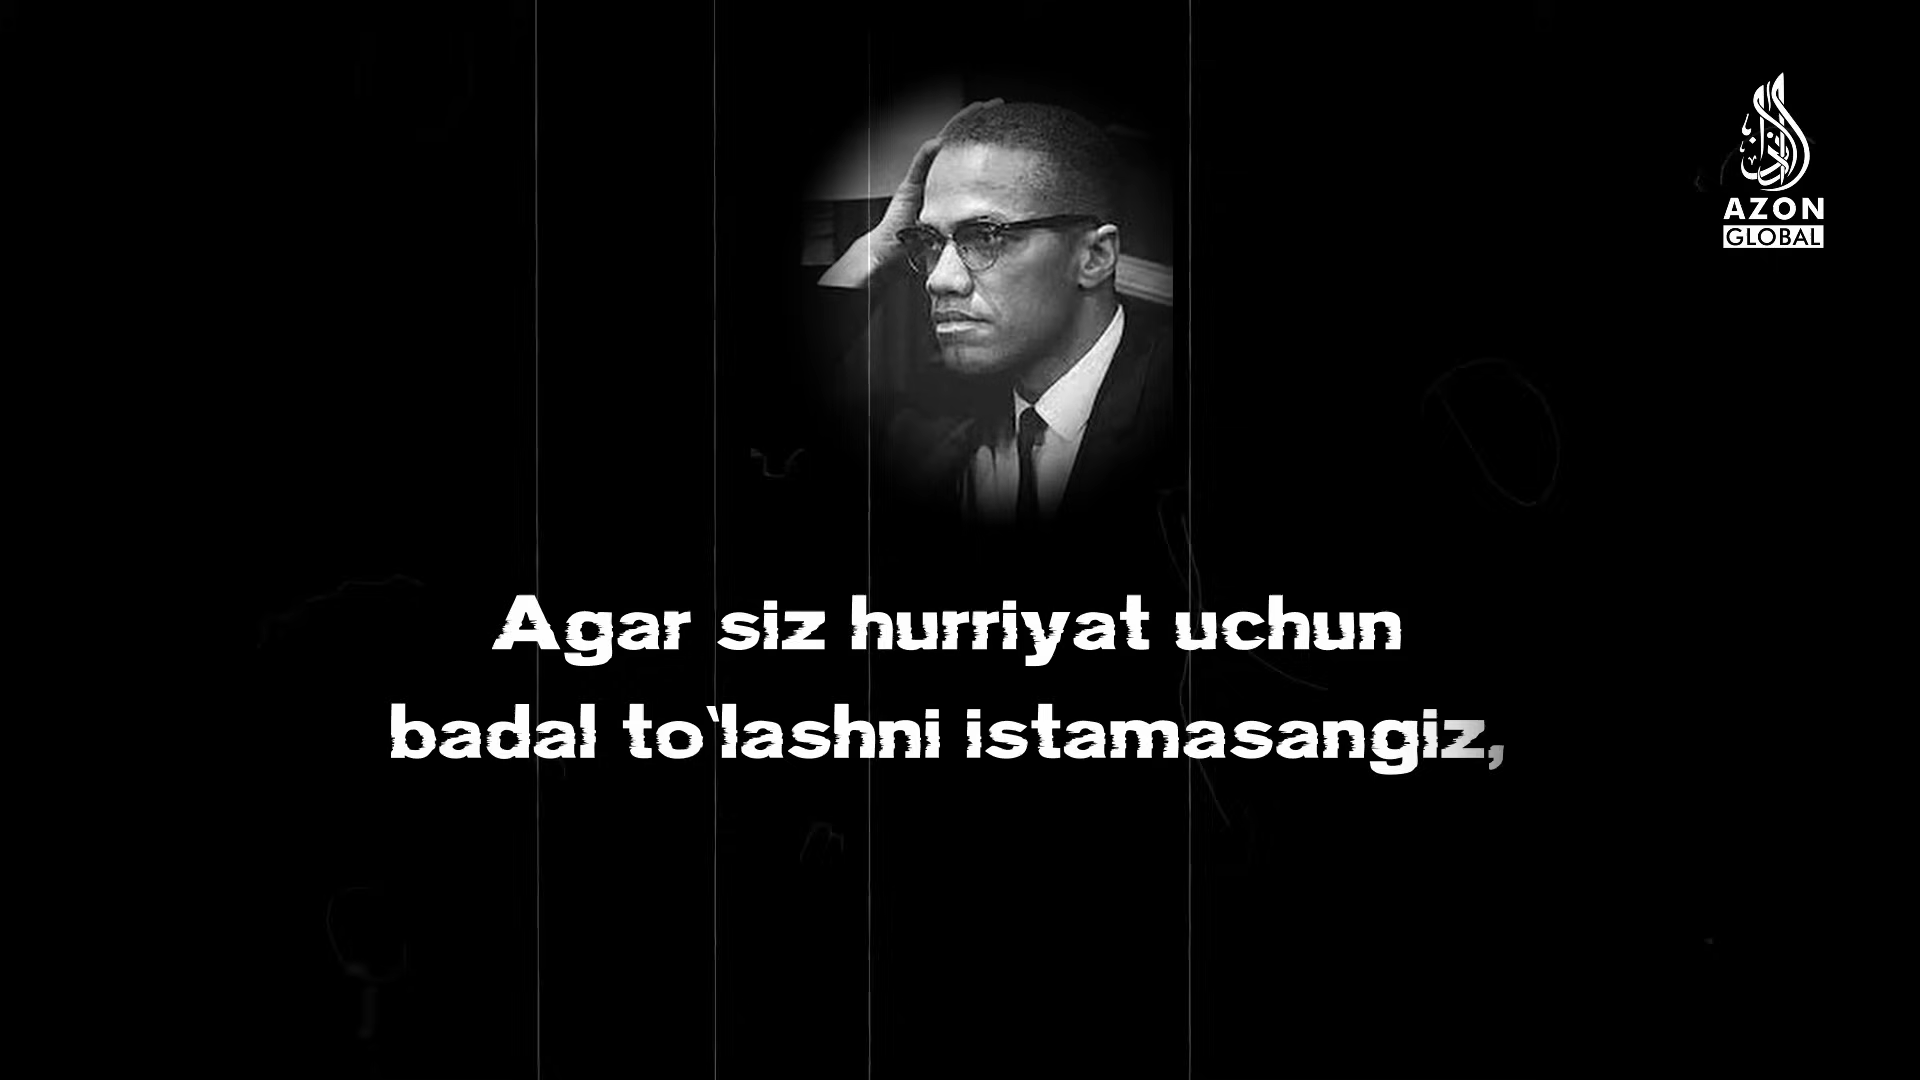 AZON
GLOBAL
Agar siz hurriyat uchun
badal to`lashni istamasangiz,